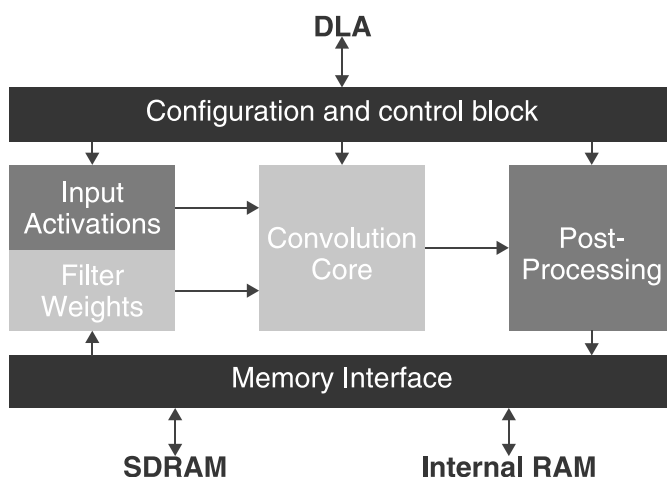 DLA
Configuration and control block
Input
Activations
Filter
Weights
Convolution
Core
Post-
Processing
Memory Interface
SDRAM
Internal RAM